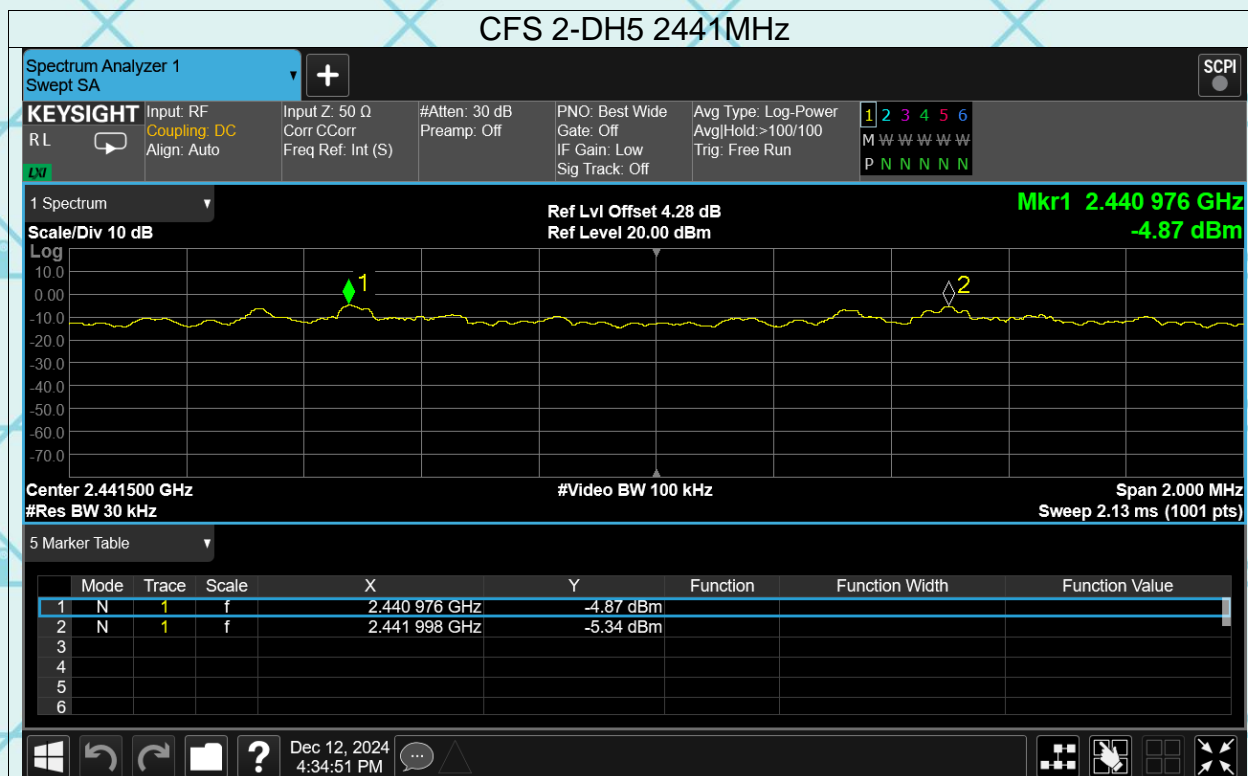 CFS 2-DH5 2441MHz
Spectrum Analyzer 1
Swept SA
+
SCPI
KEYSIGHT
RL
LXI
Input: RF
Coupling: DC
Align: Auto
Input Z: 50 Ω
Corr CCorr
Freq Ref: Int (S)
#Atten: 30 dB
Preamp: Off
PNO: Best Wide
Gate: Off
IF Gain: Low
Sig Track: Off
Avg Type: Log-Power
Avg|Hold:>100/100
Trig: Free Run
1 2 3 4 5 6
M W W W W W
P N N N N N
1 Spectrum
Scale/Div 10 dB
Ref Lvl Offset 4.28 dB
Ref Level 20.00 dBm
Mkr1 2.440 976 GHz
-4.87 dBm
Log
10.0
0.00
-10.0
-20.0
-30.0
-40.0
-50.0
-60.0
-70.0
1
2
Center 2.441500 GHz
#Video BW 100 kHz
Span 2.000 MHz
#Res BW 30 kHz
Sweep 2.13 ms (1001 pts)
5 Marker Table
Mode Trace Scale X Y Function Function Width Function Value
1 N 1 f 2.440 976 GHz -4.87 dBm
2 N 1 f 2.441 998 GHz -5.34 dBm
3
4
5
6
?
Dec 12, 2024
4:34:51 PM